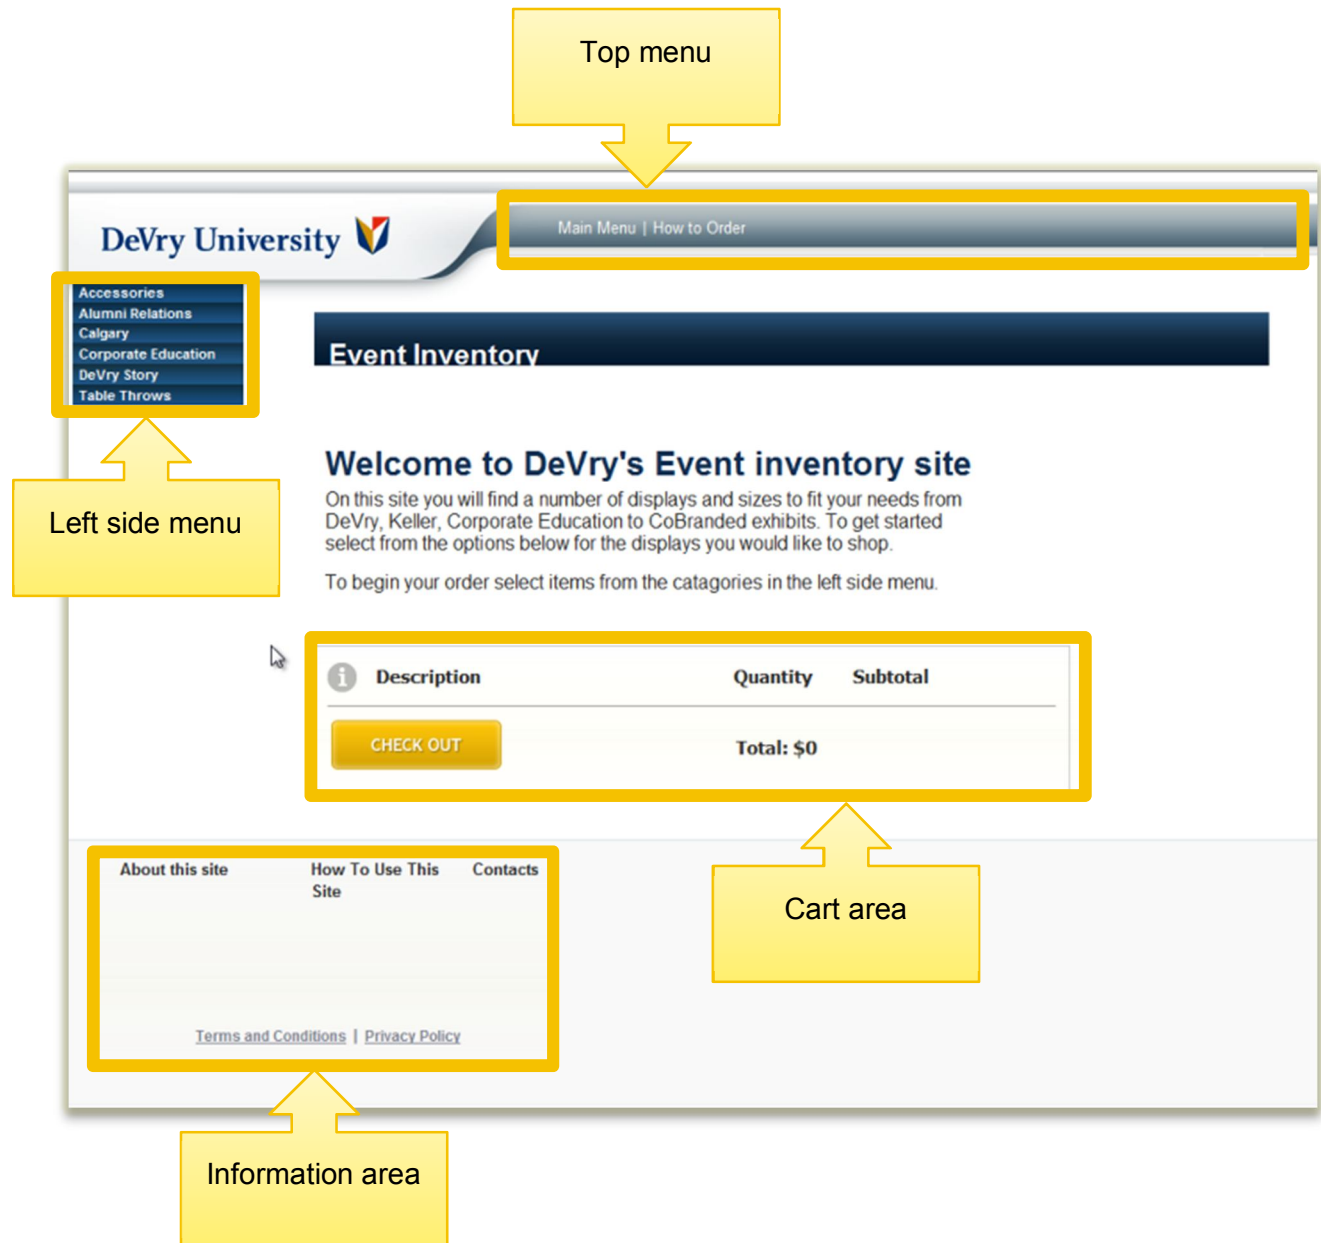 Top menu
DeVry University
Main Menu | How to Order
Accessories
Alumni Relations
Calgary
Corporate Education
DeVry Story
Table Throws
Event Inventory
Left side menu
Welcome to DeVry's Event inventory site
On this site you will find a number of displays and sizes to fit your needs from
DeVry, Keller, Corporate Education to CoBranded exhibits. To get started
select from the options below for the displays you would like to shop.
To begin your order select items from the catagories in the left side menu.
i Description Quantity Subtotal
CHECK OUT Total: $0
Cart area
About this site How To Use This Contacts
Site
Terms and Conditions | Privacy Policy
Information area